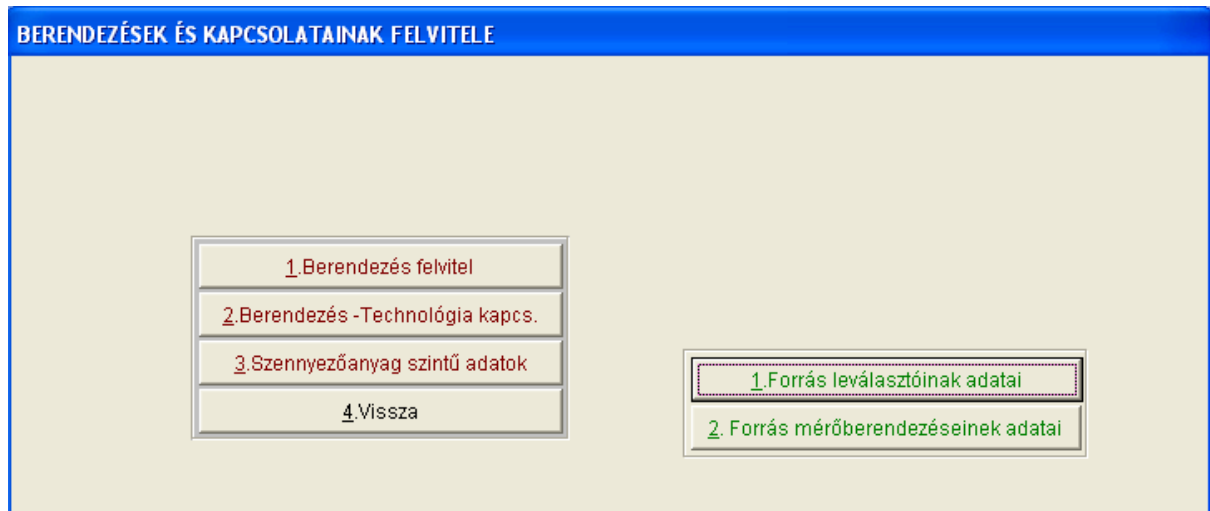 BERENDEZÉSEK ÉS KAPCSOLATAINAK FELVITELE
1.Berendezés felvitel
2.Berendezés -Technológia kapcs.
3.Szennyezőanyag szintű adatok
4.Vissza
1.Forrás leválasztóinak adatai
2. Forrás mérőberendezéseinek adatai